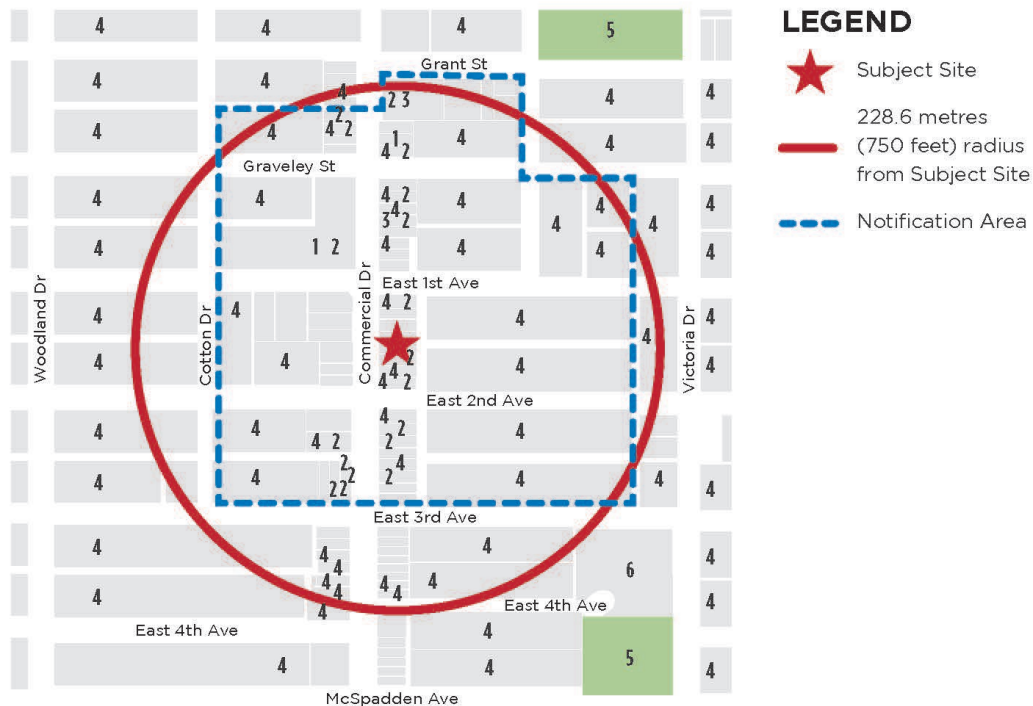 4 4 4 5
Grant St
4 4 4 2 3 4 4
2
4 4 4 2 1 4 4 4
4 2
Graveley St
4 4 4 2 4 4 4
4
3 2 4 4
4 1 2 4 4 4 4
East 1st Ave
4 4 4 2 4 4 4
Woodland Dr
Cotton Dr
Commercial Dr
Victoria Dr
4 4 2 4 4
4
4 2
East 2nd Ave
4
4 4 4 2 2 4
2
2 4
4 4 2 2 4 4 4
2 2
East 3rd Ave
4 4 4 4
4 6
4 4 4 4 4 4
4
4
East 4th Ave
East 4th Ave
4
4 4 5 4
McSpadden Ave
LEGEND
Subject Site
228.6 metres
(750 feet) radius
from Subject Site
Notification Area